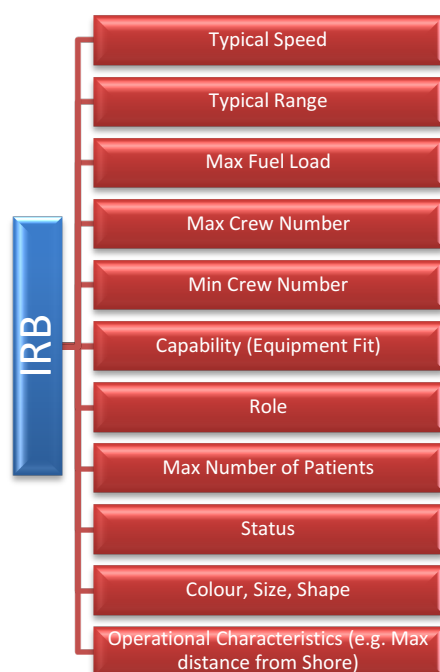 IRB
Typical Speed
Typical Range
Max Fuel Load
Max Crew Number
Min Crew Number
Capability (Equipment Fit)
Role
Max Number of Patients
Status
Colour, Size, Shape
Operational Characteristics (e.g. Max
distance from Shore)